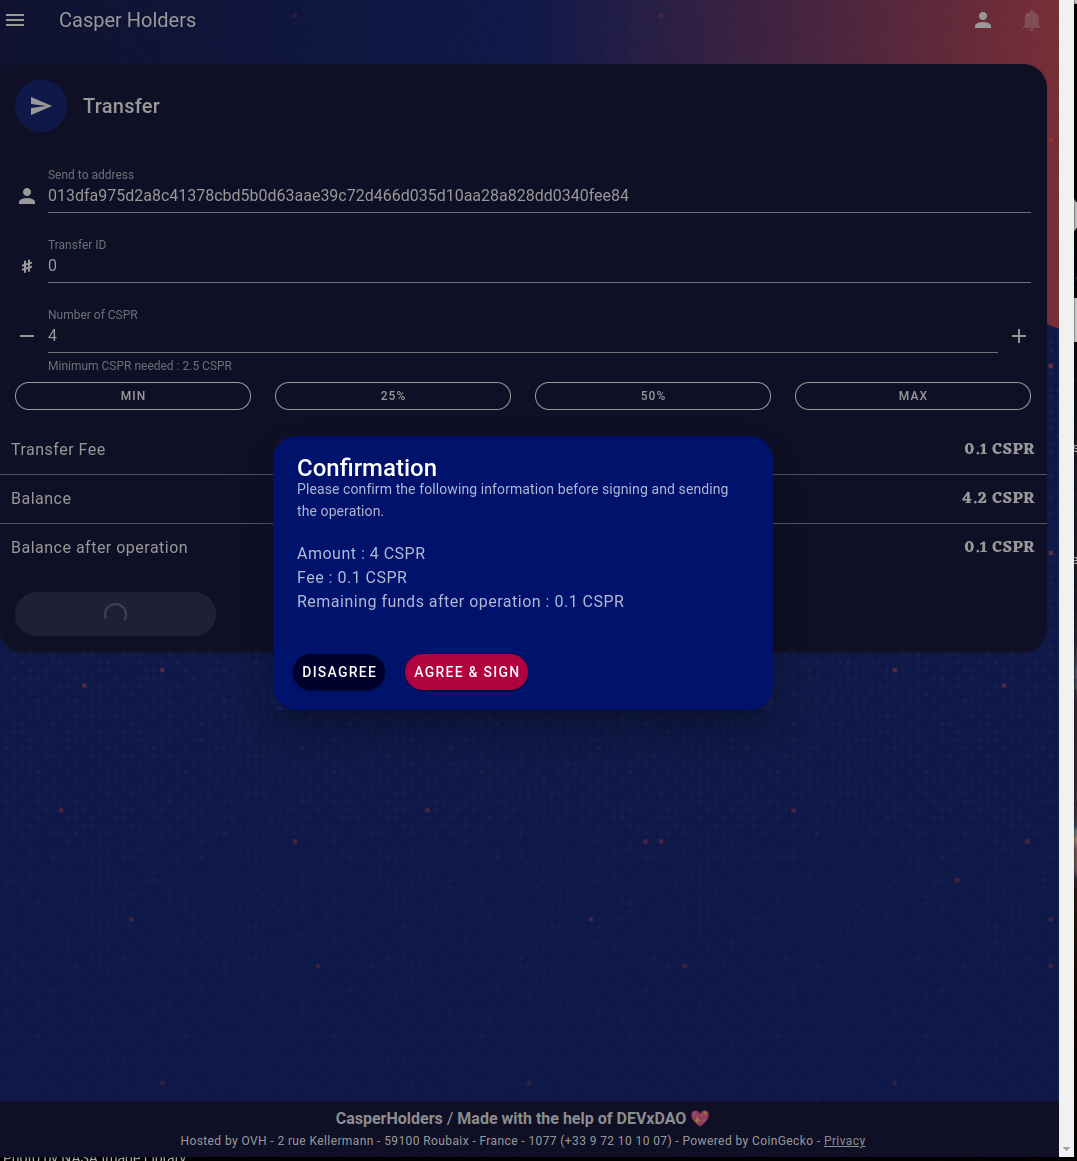 Casper Holders
Transfer
Send to address
013dfa975d2a8c41378cbd5b0d63aae39c72d466d035d10aa28a828dd0340fee84
Transfer ID
0
Number of CSPR
4
Minimum CSPR needed : 2.5 CSPR
MIN 25% 50% MAX
Transfer Fee 0.1 CSPR
Balance 4.2 CSPR
Balance after operation 0.1 CSPR
Confirmation
Please confirm the following information before signing and sending
the operation.
Amount : 4 CSPR
Fee : 0.1 CSPR
Remaining funds after operation : 0.1 CSPR
DISAGREE AGREE & SIGN
CasperHolders / Made with the help of DEVxDAO 💖
Hosted by OVH - 2 rue Kellermann - 59100 Roubaix - France - 1077 (+33 9 72 10 10 07) - Powered by CoinGecko - Privacy
Photo by NASA Image Library